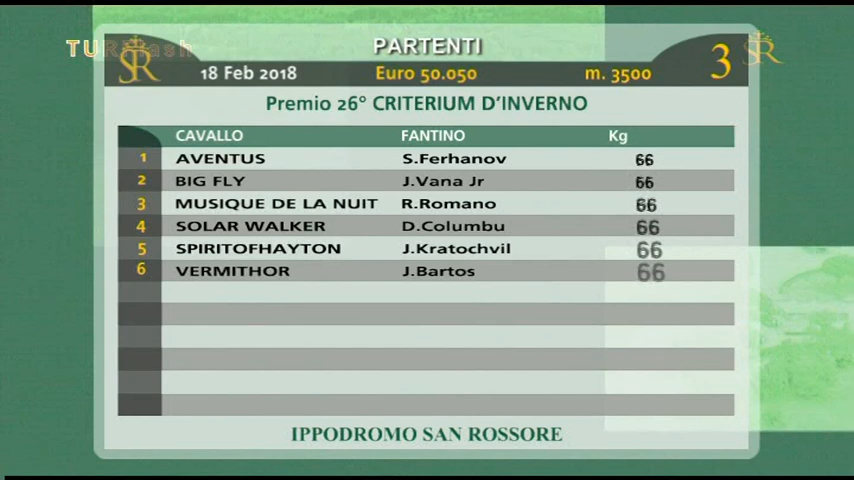 TURFlash
PARTENTI
SR
18 Feb 2018 Euro 50.050 m. 3500 3 SR
Premio 26° CRITERIUM D'INVERNO
CAVALLO FANTINO Kg
1 AVENTUS S.Ferhanov 66
2 BIG FLY J.Vana Jr 66
3 MUSIQUE DE LA NUIT R.Romano 66
4 SOLAR WALKER D.Columbu 66
5 SPIRITOFHAYTON J.Kratochvil 66
6 VERMITHOR J.Bartos 66
IPPODROMO SAN ROSSORE